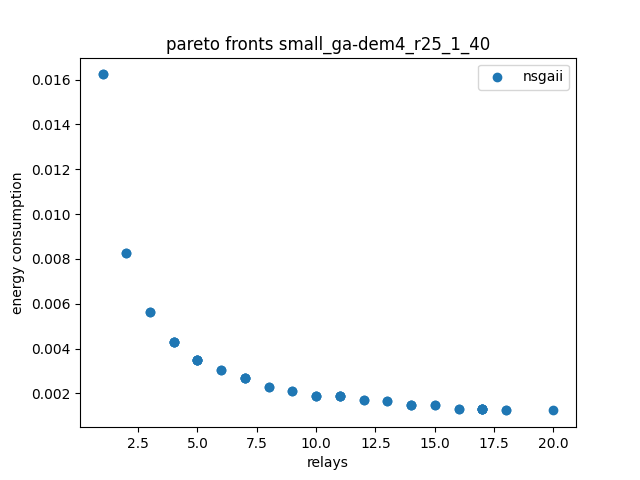 pareto fronts small_ga-dem4_r25_1_40
nsgaii
0.016
0.014
0.012
0.010
0.008
0.006
0.004
0.002
energy consumption
2.5 5.0 7.5 10.0 12.5 15.0 17.5 20.0
relays